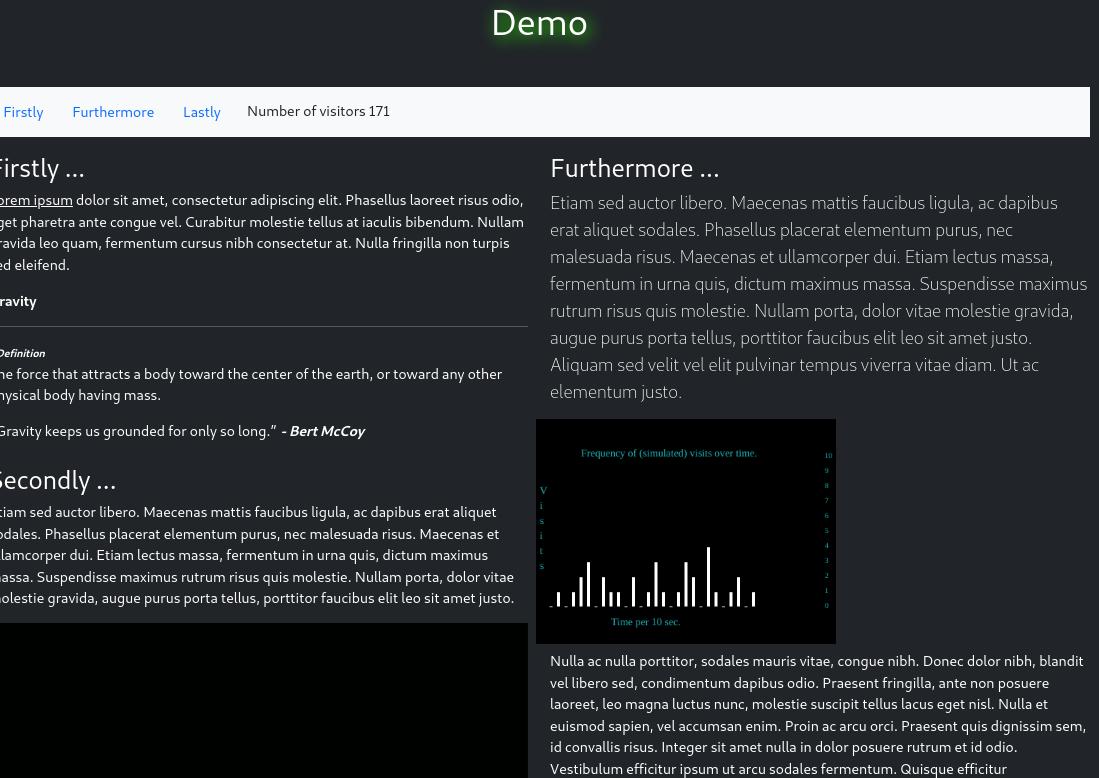 Demo
Firstly
Furthermore
Lastly
Number of visitors 171
Firstly ...
orem ipsum dolor sit amet, consectetur adipiscing elit. Phasellus laoreet risus odio,
get pharetra ante congue vel. Curabitur molestie tellus at iaculis bibendum. Nullam
ravida leo quam, fermentum cursus nibh consectetur at. Nulla fringilla non turpis
ed eleifend.
ravity
Definition
he force that attracts a body toward the center of the earth, or toward any other
hysical body having mass.
Gravity keeps us grounded for only so long.” - Bert McCoy
Secondly ...
tiam sed auctor libero. Maecenas mattis faucibus ligula, ac dapibus erat aliquet
odales. Phasellus placerat elementum purus, nec malesuada risus. Maecenas et
llamcorper dui. Etiam lectus massa, fermentum in urna quis, dictum maximus
massa. Suspendisse maximus rutrum risus quis molestie. Nullam porta, dolor vitae
molestie gravida, augue purus porta tellus, porttitor faucibus elit leo sit amet justo.
Furthermore ...
Etiam sed auctor libero. Maecenas mattis faucibus ligula, ac dapibus
erat aliquet sodales. Phasellus placerat elementum purus, nec
malesuada risus. Maecenas et ullamcorper dui. Etiam lectus massa,
fermentum in urna quis, dictum maximus massa. Suspendisse maximus
rutrum risus quis molestie. Nullam porta, dolor vitae molestie gravida,
augue purus porta tellus, porttitor faucibus elit leo sit amet justo.
Aliquam sed velit vel elit pulvinar tempus viverra vitae diam. Ut ac
elementum justo.
Frequency of (simulated) visits over time.
Visits
10
9
8
7
6
5
4
3
2
1
0
Time per 10 sec.
Nulla ac nulla porttitor, sodales mauris vitae, congue nibh. Donec dolor nibh, blandit
vel libero sed, condimentum dapibus odio. Praesent fringilla, ante non posuere
laoreet, leo magna luctus nunc, molestie suscipit tellus lacus eget nisl. Nulla et
euismod sapien, vel accumsan enim. Proin ac arcu orci. Praesent quis dignissim sem,
id convallis risus. Integer sit amet nulla in dolor posuere rutrum et id odio.
Vestibulum efficitur ipsum ut arcu sodales fermentum. Quisque efficitur